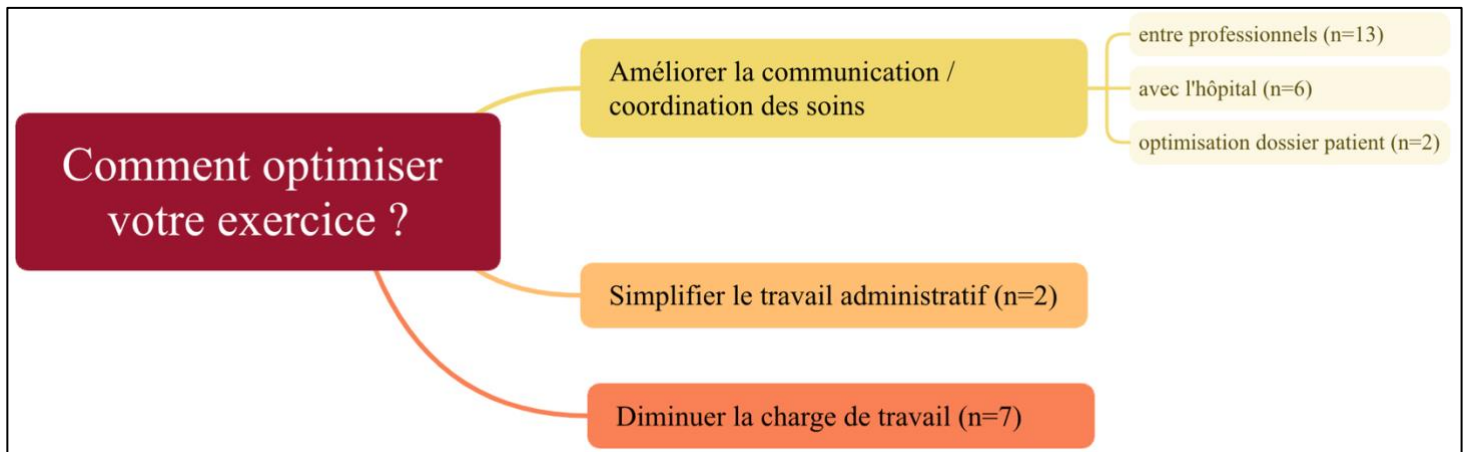 Comment optimiser
votre exercice ?
Améliorer la communication /
coordination des soins
entre professionnels (n=13)
avec l'hôpital (n=6)
optimisation dossier patient (n=2)
Simplifier le travail administratif (n=2)
Diminuer la charge de travail (n=7)